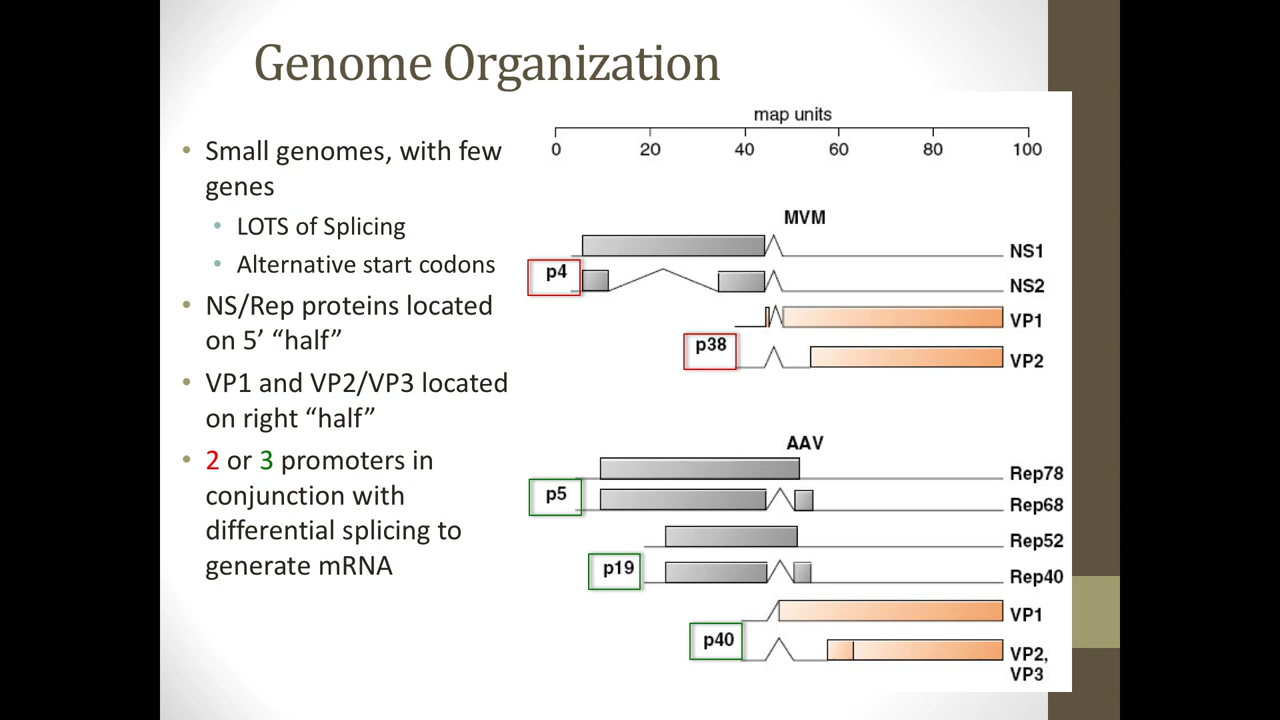 Genome Organization
• Small genomes, with few
genes
• LOTS of Splicing
• Alternative start codons
• NS/Rep proteins located
on 5’ “half”
• VP1 and VP2/VP3 located
on right “half”
• 2 or 3 promoters in
conjunction with
differential splicing to
generate mRNA
map units
0 20 40 60 80 100
MVM
NS1
p4
NS2
VP1
p38
VP2
AAV
Rep78
p5
Rep68
Rep52
p19
Rep40
VP1
p40
VP2,
VP3